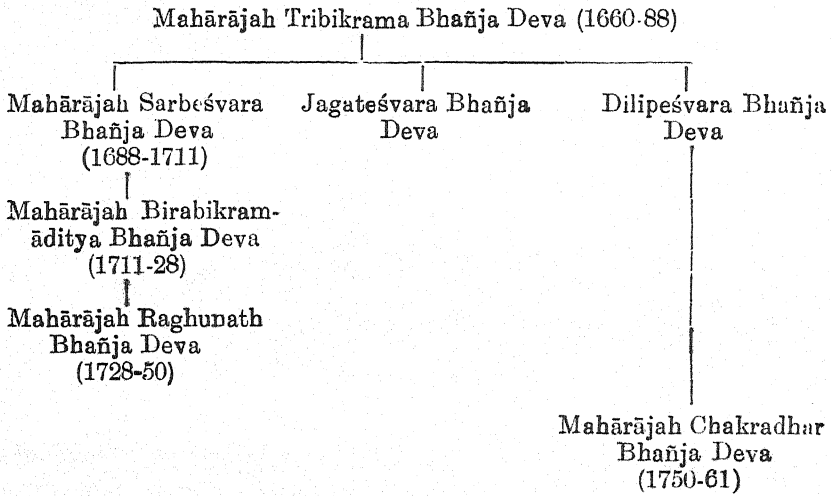 Mahārājah Tribikrama Bhañja Deva (1660-88)
Mahārājah Sarbeśvara
Bhañja Deva
(1688-1711)
Jagateśvara Bhañja
Deva
Dilipeśvara Bhañja
Deva
Mahārājah Birabikram-
āditya Bhañja Deva
(1711-28)
Mahārājah Raghunath
Bhañja Deva
(1728-50)
Mahārājah Chakradhar
Bhañja Deva
(1750-61)